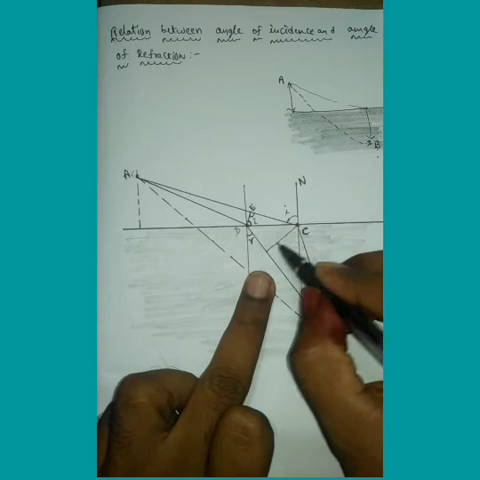 Relation between angle of incidence and angle
of Refraction :-
A
B
A
N
E
i
i
D
C
r